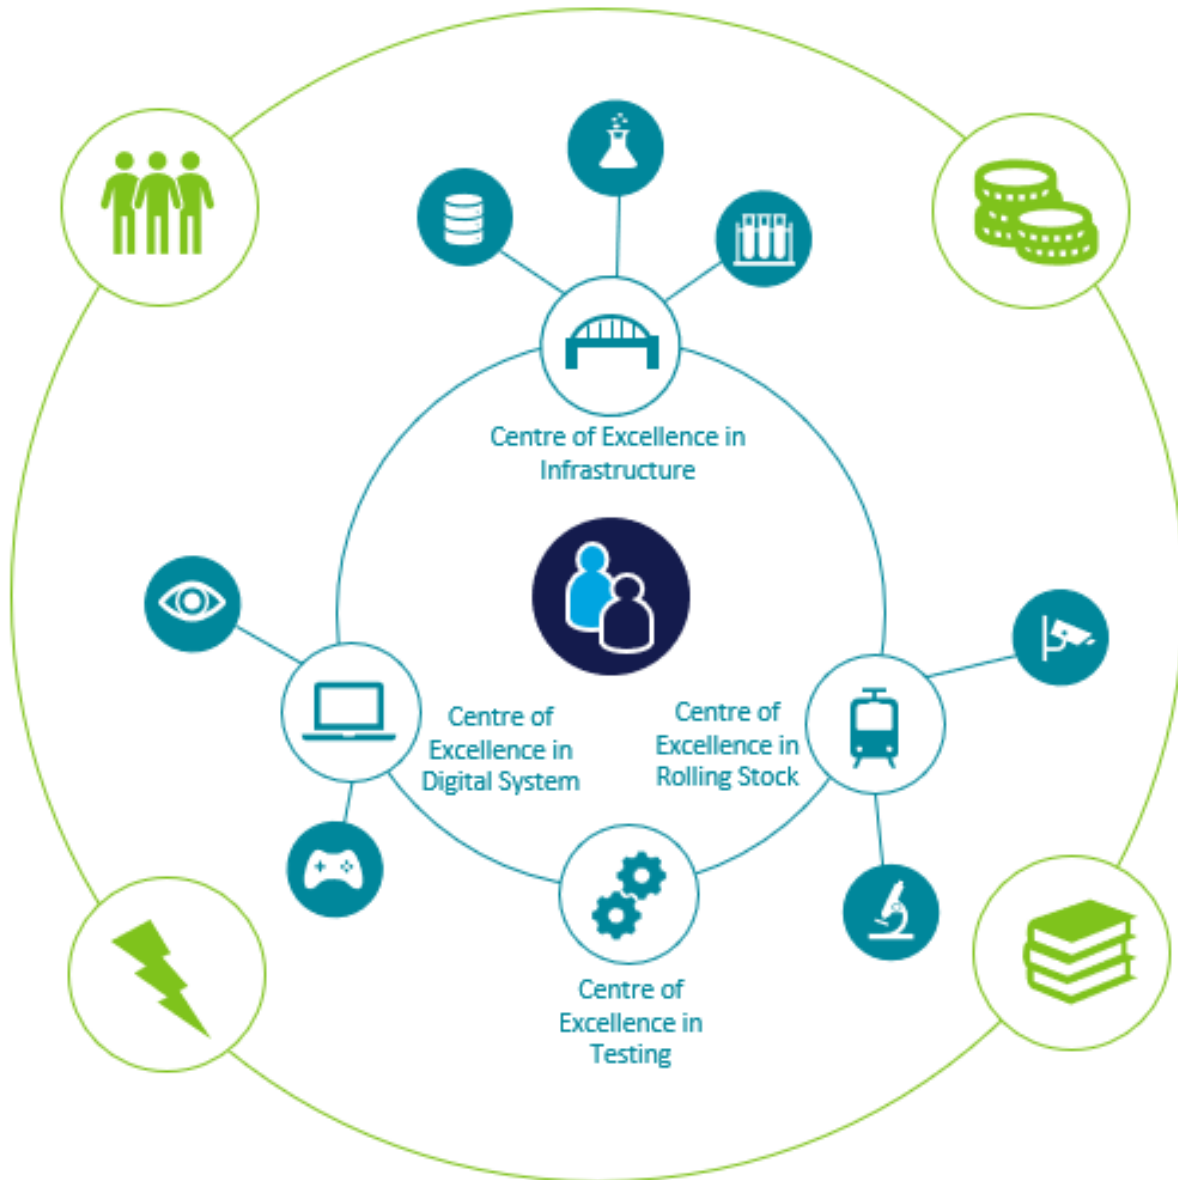 Centre of Excellence in
Infrastructure
Centre of
Excellence in
Digital System
Centre of
Excellence in
Rolling Stock
Centre of
Excellence in
Testing